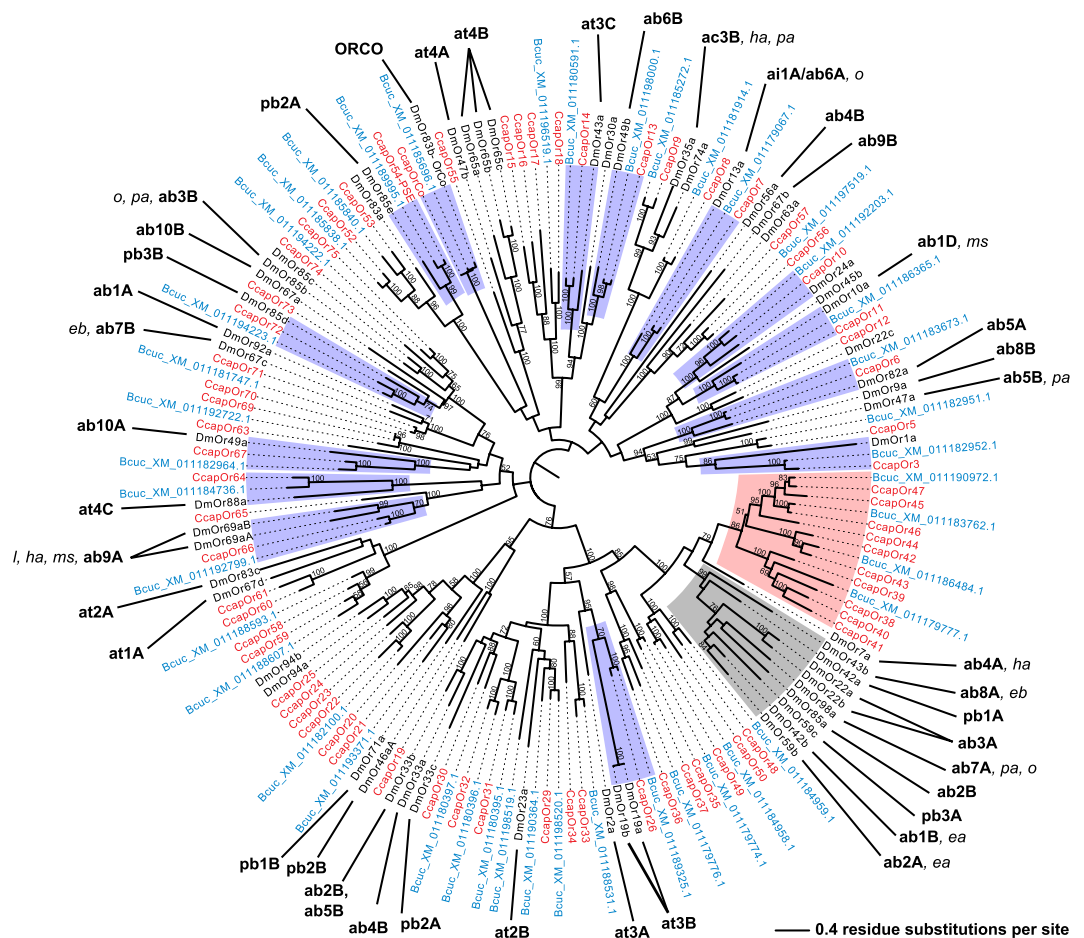 ORCO
at4A
at4B
at3C
ab6B
ac3B, ha, pa
ai1A/ab6A, o
ab4B
ab9B
ab1D, ms
ab5A
ab8B
ab5B, pa
ab4A, ha
ab8A, eb
pb1A
ab3A
ab7A, pa, o
ab2B
pb3A
ab1B, ea
ab2A, ea
at3B
at3A
at2B
pb2A
ab4B
ab2B,
ab5B
pb2B
pb1B
at1A
at2A
l, ha, ms, ab9A
at4C
ab10A
eb, ab7B
ab1A
pb3B
ab10B
o, pa, ab3B
pb2A
DmOr83b- ORCo
CcapOr55
DmOr47b
DmOr65a
DmOr65b
DmOr65c
CcapOr15
CcapOr16
CcapOr17
Bcuc_XM_011196519.1
CcapOr18
Bcuc_XM_011180591.1
CcapOr14
DmOr43a
DmOr30a
DmOr49b
Bcuc_XM_011198000.1
CcapOr13
Bcuc_XM_011185272.1
CcapOr9
DmOr35a
DmOr74a
CcapOr8
Bcuc_XM_011181914.1
DmOr13a
Bcuc_XM_011179067.1
CcapOr7
DmOr56a
DmOr67b
DmOr63a
CcapOr57
Bcuc_XM_011197519.1
CcapOr56
Bcuc_XM_011192203.1
CcapOr10
DmOr24a
DmOr45b
DmOr10a
Bcuc_XM_011186365.1
CcapOr11
CcapOr12
DmOr22c
Bcuc_XM_011183673.1
CcapOr6
DmOr82a
DmOr9a
DmOr47a
Bcuc_XM_011182951.1
CcapOr5
DmOr1a
Bcuc_XM_011182952.1
CcapOr3
Bcuc_XM_011190972.1
CcapOr47
CcapOr45
Bcuc_XM_011183762.1
CcapOr46
CcapOr44
CcapOr42
Bcuc_XM_011186484.1
CcapOr43
CcapOr39
Bcuc_XM_011179777.1
CcapOr38
CcapOr40
CcapOr41
DmOr7a
DmOr43b
DmOr42a
DmOr22a
DmOr22b
DmOr98a
DmOr85a
DmOr59c
DmOr42b
DmOr59b
Bcuc_XM_011184959.1
CcapOr48
CcapOr50
Bcuc_XM_011184958.1
CcapOr49
Bcuc_XM_011179774.1
CcapOr35
CcapOr37
Bcuc_XM_011179776.1
CcapOr36
Bcuc_XM_011189325.1
CcapOr26
DmOr19a
DmOr19b
DmOr2a
Bcuc_XM_011188531.1
CcapOr33
CcapOr34
Bcuc_XM_011198520.1
CcapOr29
Bcuc_XM_011190364.1
DmOr23a
Bcuc_XM_011198519.1
Bcuc_XM_011180395.1
CcapOr31
Bcuc_XM_011180396.1
CcapOr32
Bcuc_XM_011180397.1
CcapOr30
DmOr33c
DmOr33a
DmOr33b
CcapOr19
DmOr46aA
DmOr71a
Bcuc_XM_011193371.1
CcapOr21
CcapOr20
Bcuc_XM_011182100.1
CcapOr22
CcapOr23
CcapOr24
CcapOr25
DmOr94a
DmOr94b
Bcuc_XM_011188607.1
CcapOr59
CcapOr58
Bcuc_XM_011188593.1
CcapOr60
CcapOr61
DmOr67d
DmOr83c
Bcuc_XM_011192799.1
CcapOr66
DmOr69aA
DmOr69aB
CcapOr65
DmOr88a
Bcuc_XM_011184736.1
CcapOr64
Bcuc_XM_011182964.1
CcapOr67
DmOr49a
CcapOr63
Bcuc_XM_011192722.1
CcapOr69
CcapOr70
Bcuc_XM_011181747.1
CcapOr71
DmOr67c
DmOr92a
Bcuc_XM_011194223.1
CcapOr72
DmOr85d
CcapOr73
DmOr67a
DmOr85b
DmOr85c
CcapOr74
Bcuc_XM_011194222.1
CcapOr75
Bcuc_XM_011185838.1
CcapOr52
Bcuc_XM_011185840.1
CcapOr53
DmOr83a
DmOr85e
Bcuc_XM_011189995.1
CcapOr54.PSE
CcapOrCo
Bcuc_XM_011185696.1
0.4 residue substitutions per site